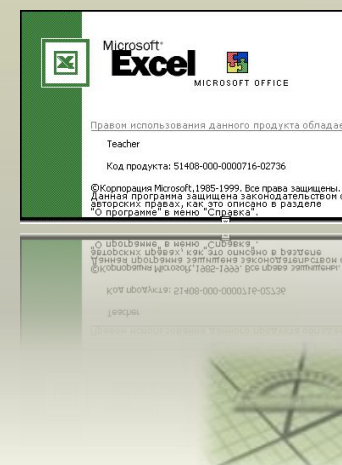 Microsoft®
Excel
MICROSOFT OFFICE
Правом использования данного продукта обладае
Teacher
Код продукта: 51408-000-0000716-02736
©Корпорация Microsoft,1985-1999. Все права защищены.
Данная программа защищена законодательством о
авторских правах, как это описано в разделе
"О программе" в меню "Справка".